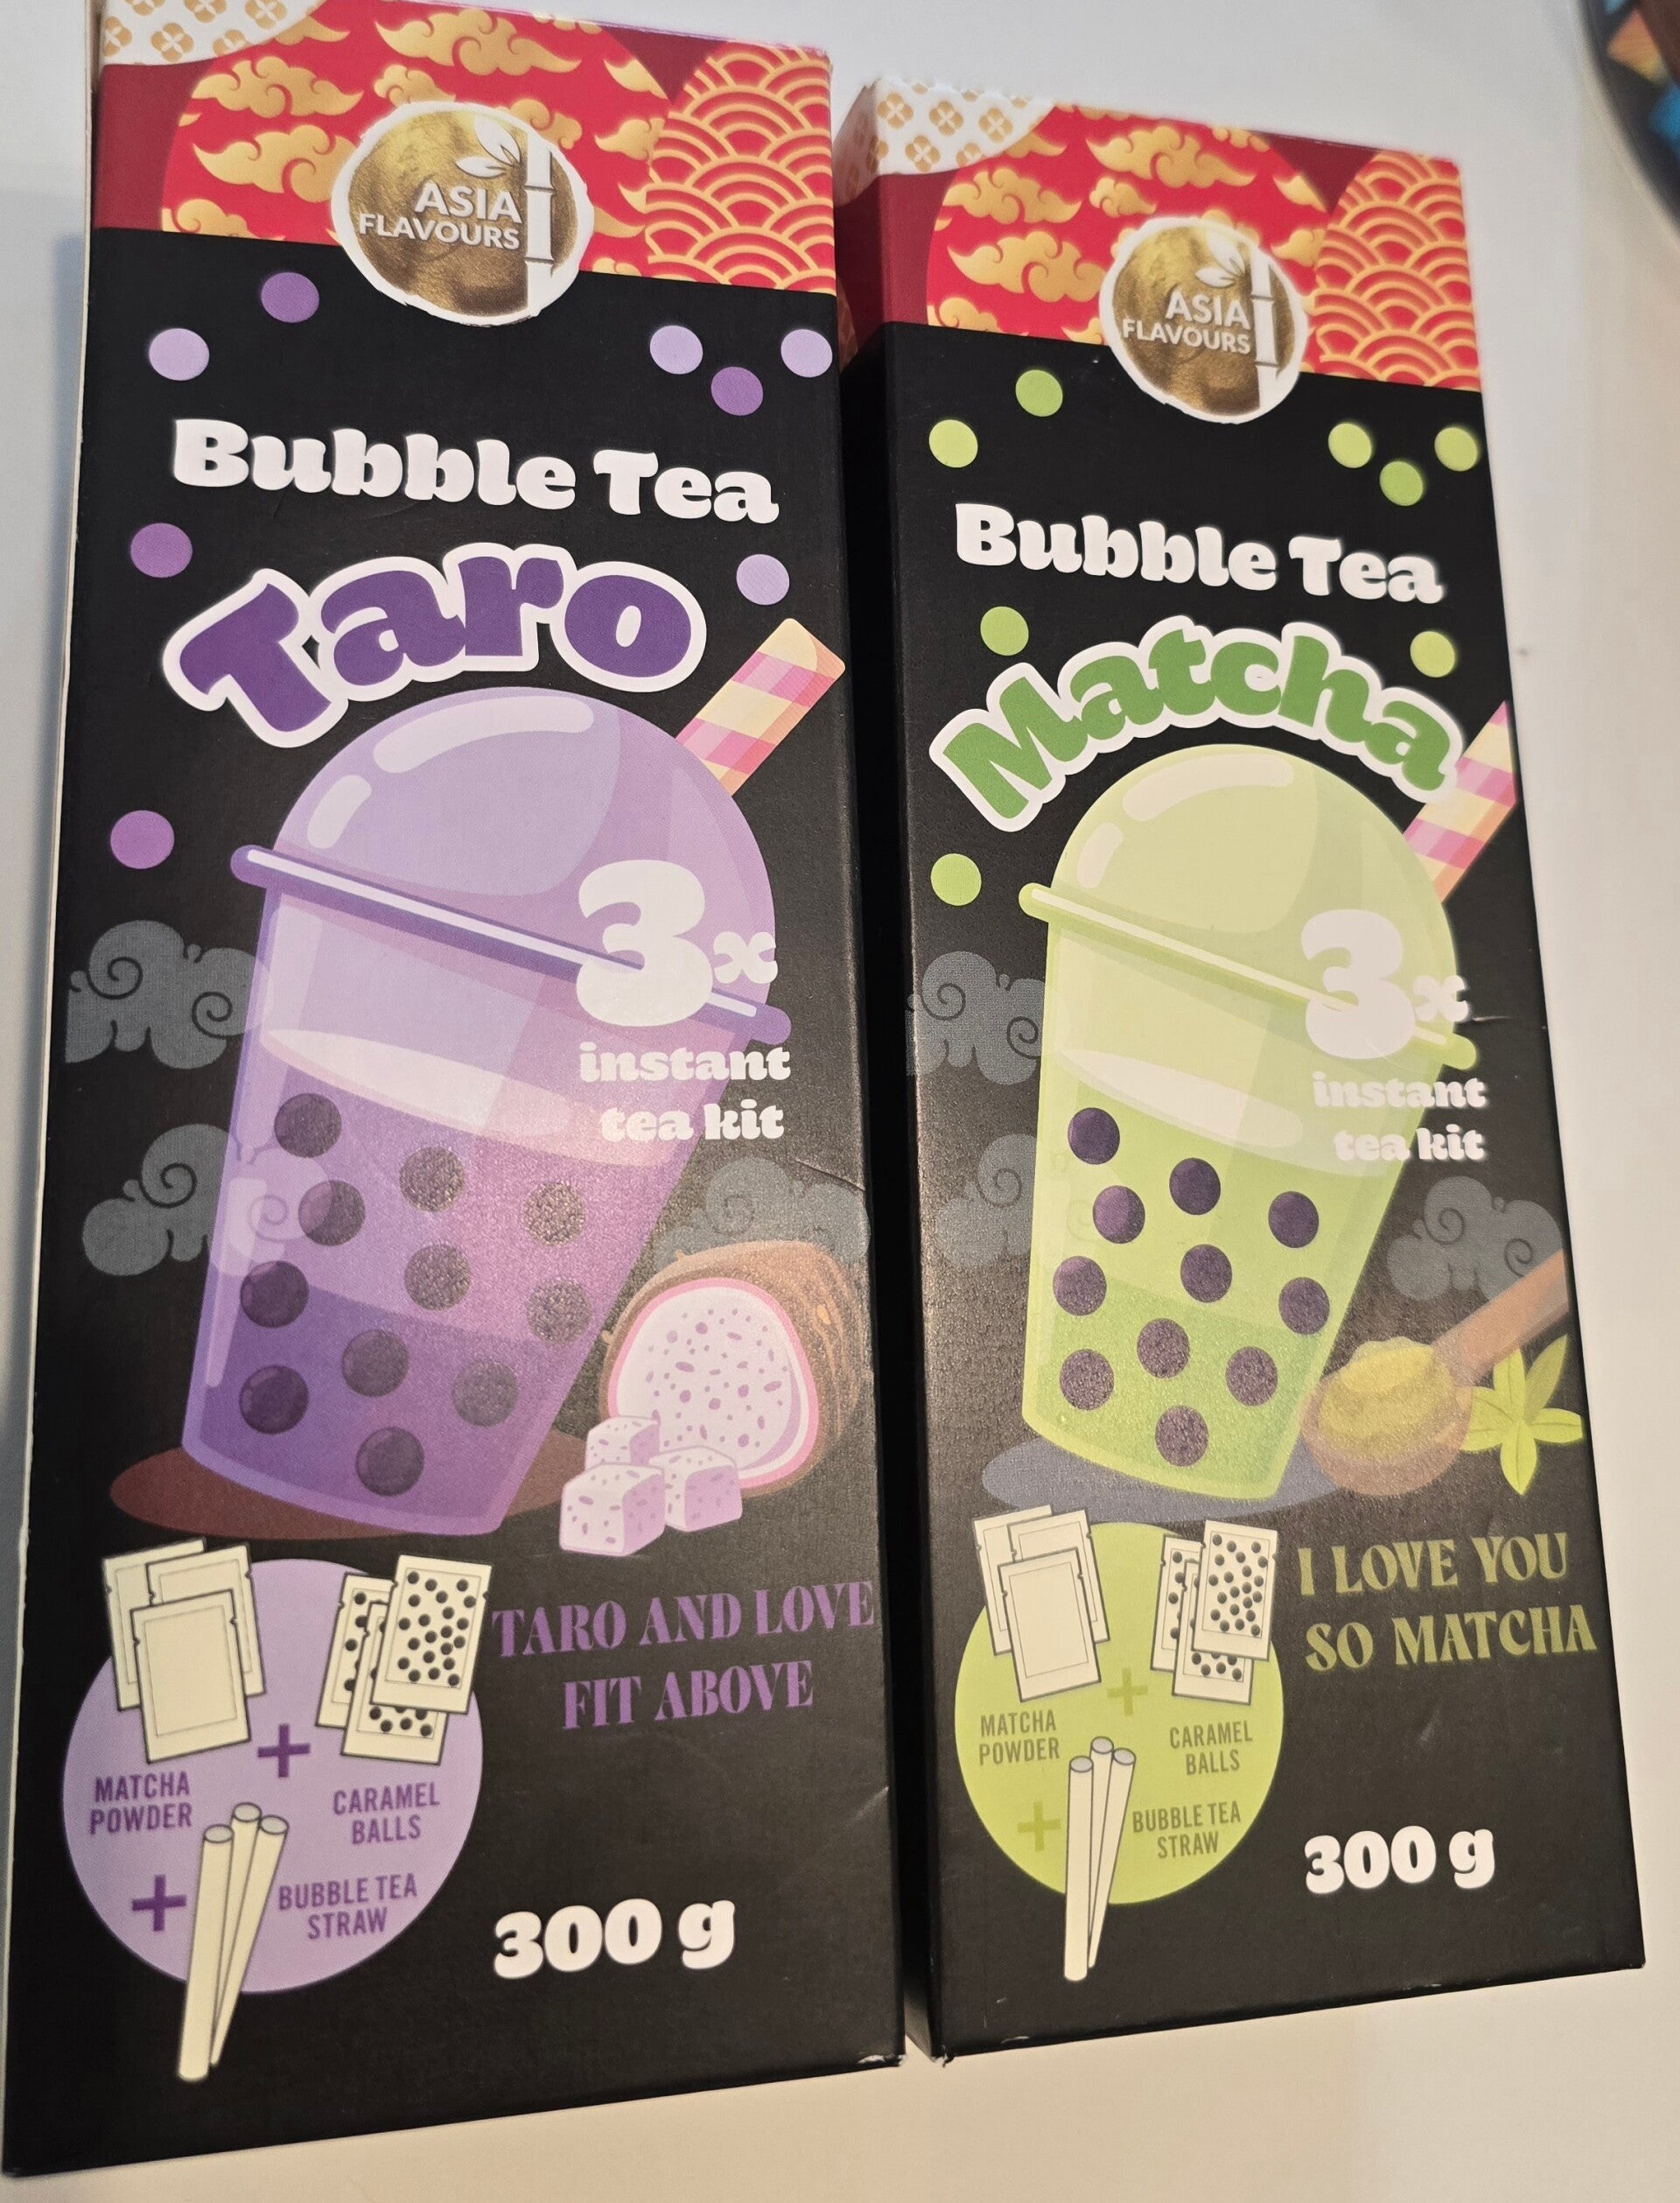 ASIA
FLAVOURS
Bubble Tea
Taro
3x
instant
tea kit
TARO AND LOVE
FIT ABOVE
MATCHA
POWDER
+
CARAMEL
BALLS
+
BUBBLE TEA
STRAW
300 g
ASIA
FLAVOURS
Bubble Tea
Matcha
3x
instant
tea kit
I LOVE YOU
SO MATCHA
MATCHA
POWDER
+
CARAMEL
BALLS
+
BUBBLE TEA
STRAW
300 g